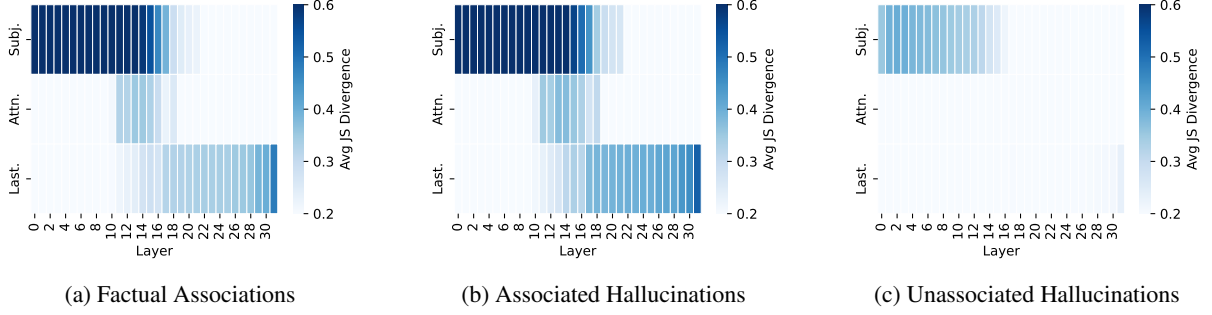 0.6
0.5
0.4
0.3
0.2
Avg JS Divergence
Subj.
Attn.
Last.
0 2 4 6 8 10 12 14 16 18 20 22 24 26 28 30
Layer
(a) Factual Associations
0.6
0.5
0.4
0.3
0.2
Avg JS Divergence
Subj.
Attn.
Last.
0 2 4 6 8 10 12 14 16 18 20 22 24 26 28 30
Layer
(b) Associated Hallucinations
0.6
0.5
0.4
0.3
0.2
Avg JS Divergence
Subj.
Attn.
Last.
0 2 4 6 8 10 12 14 16 18 20 22 24 26 28 30
Layer
(c) Unassociated Hallucinations